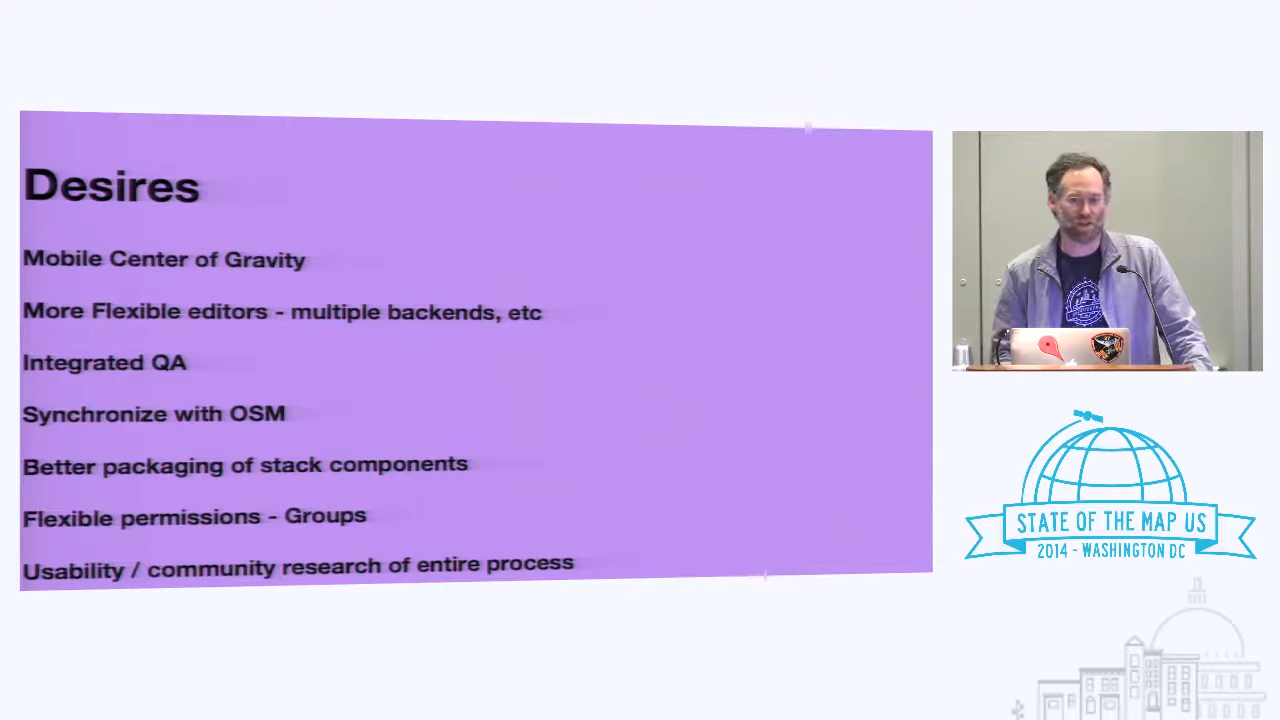 Desires
Mobile Center of Gravity
More Flexible editors - multiple backends, etc
Integrated QA
Synchronize with OSM
Better packaging of stack components
Flexible permissions - Groups
Usability / community research of entire process
STATE OF THE MAP US
2014 - WASHINGTON DC